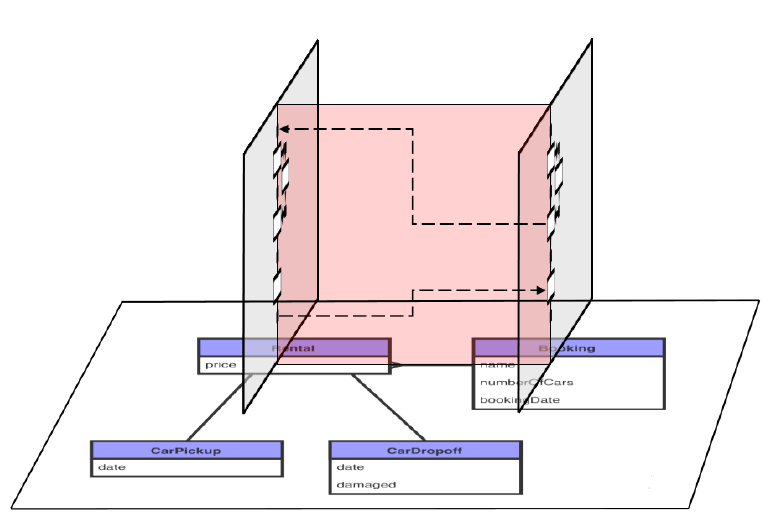 Rental
price
Booking
name
numberOfCars
bookingDate
CarPickup
date
CarDropoff
date
damaged